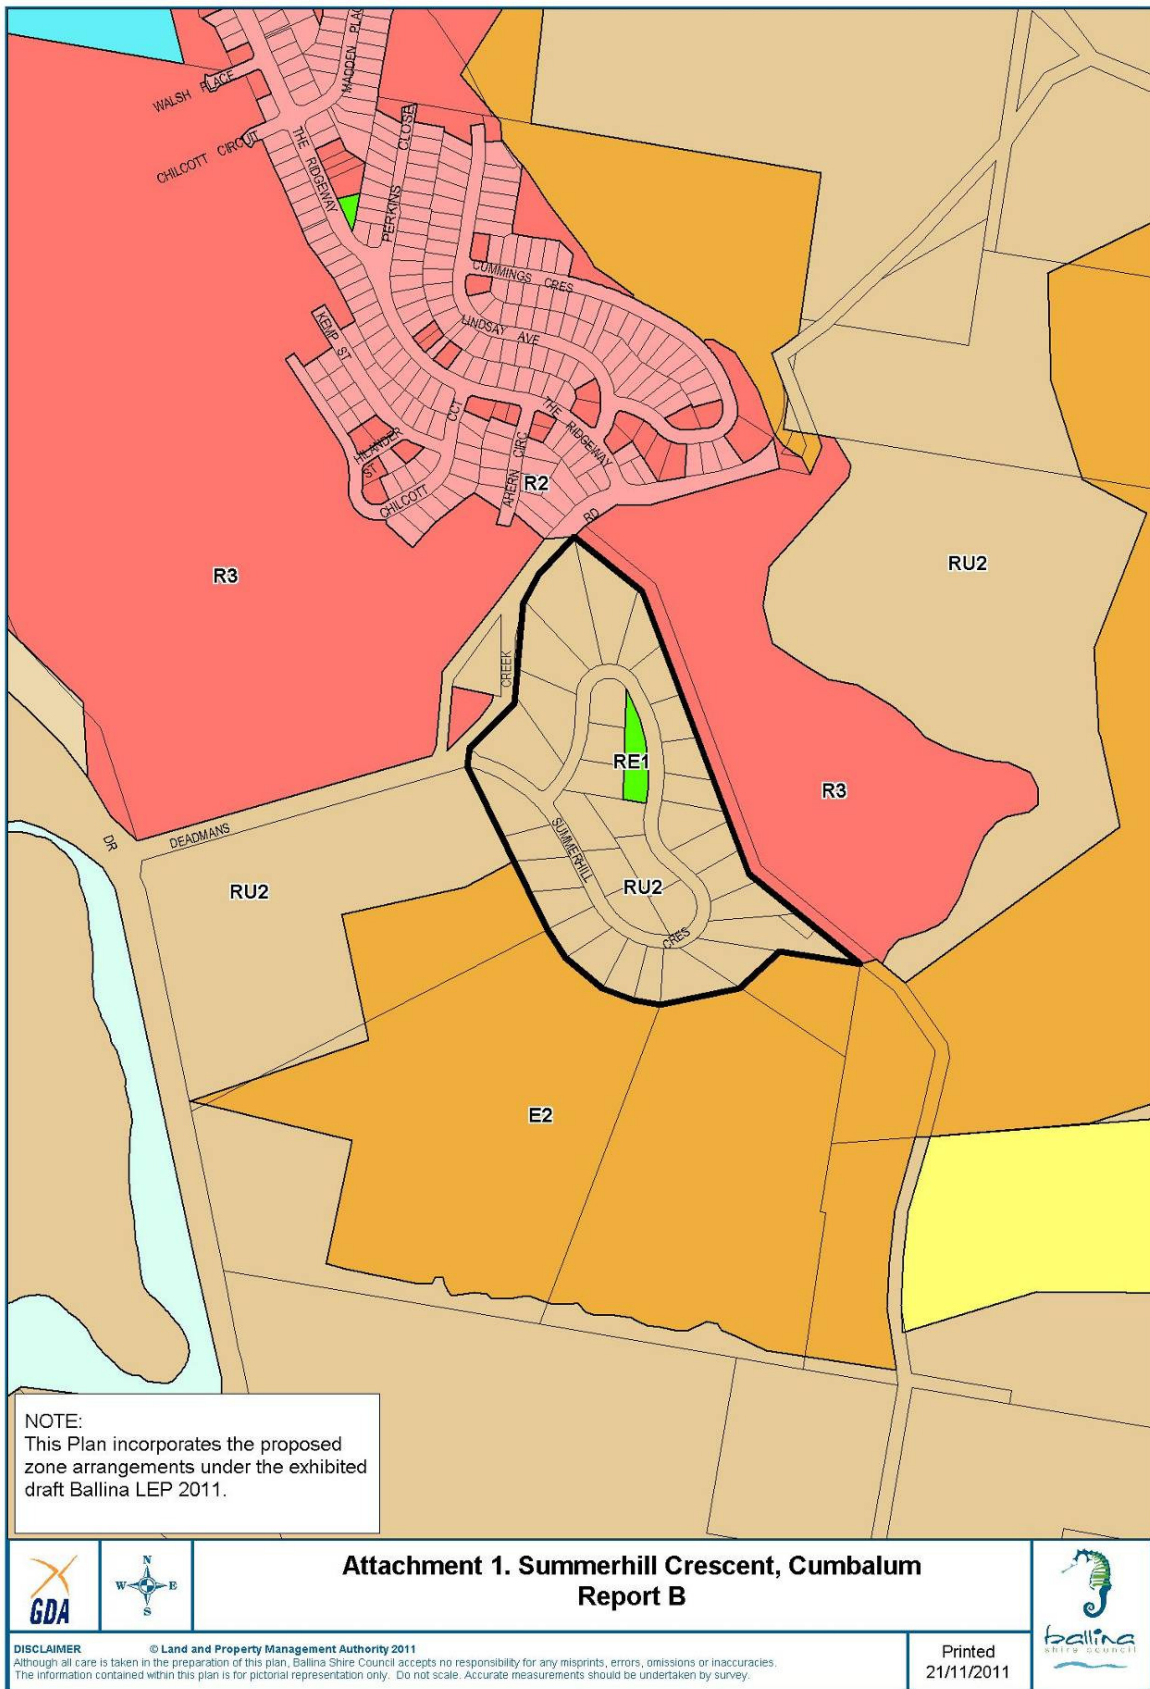 WALSH PLACE
MADDEN PLA
CHILCOTT CIRCUIT
THE RIDGEWAY
PERKINS CLOSE
CUMMINGS CRES
LINDSAY AVE
KEMP ST
CCT
THE RIDGEWAY
HILANDER
ST
AHERN CIRC
CHILCOTT
R2
RD
R3
RU2
CREEK
RE1
R3
DR
DEADMANS
SUMMERHILL
RU2
RU2
CRES
E2
NOTE:
This Plan incorporates the proposed
zone arrangements under the exhibited
draft Ballina LEP 2011.
GDA
N
W E
S
Attachment 1. Summerhill Crescent, Cumbalum
Report B
ballina
shire council
DISCLAIMER © Land and Property Management Authority 2011
Although all care is taken in the preparation of this plan, Ballina Shire Council accepts no responsibility for any misprints, errors, omissions or inaccuracies.
The information contained within this plan is for pictorial representation only. Do not scale. Accurate measurements should be undertaken by survey.
Printed
21/11/2011